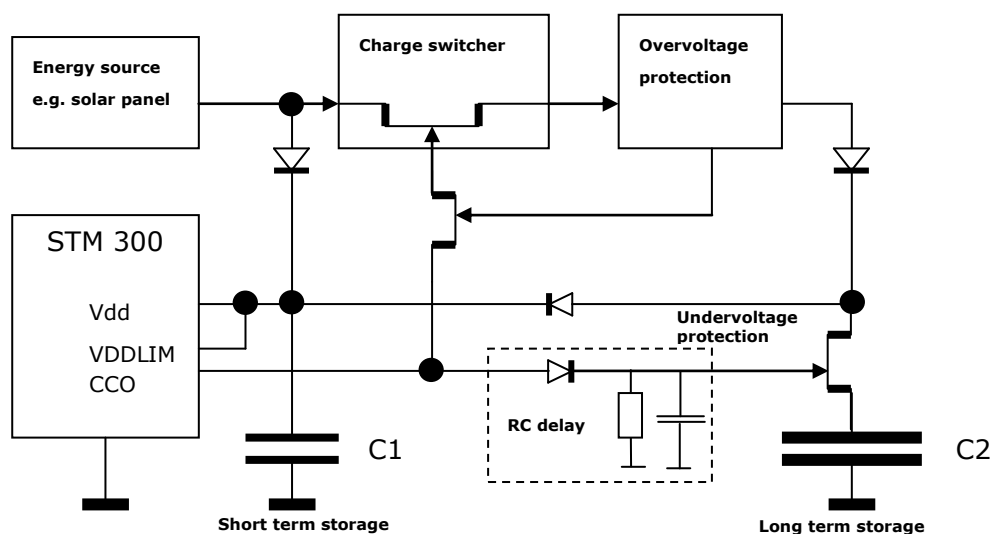 Energy source
e.g. solar panel
Charge switcher
Overvoltage
protection
STM 300
Vdd
VDDLIM
CCO
Undervoltage
protection
RC delay
C1
C2
Short term storage
Long term storage